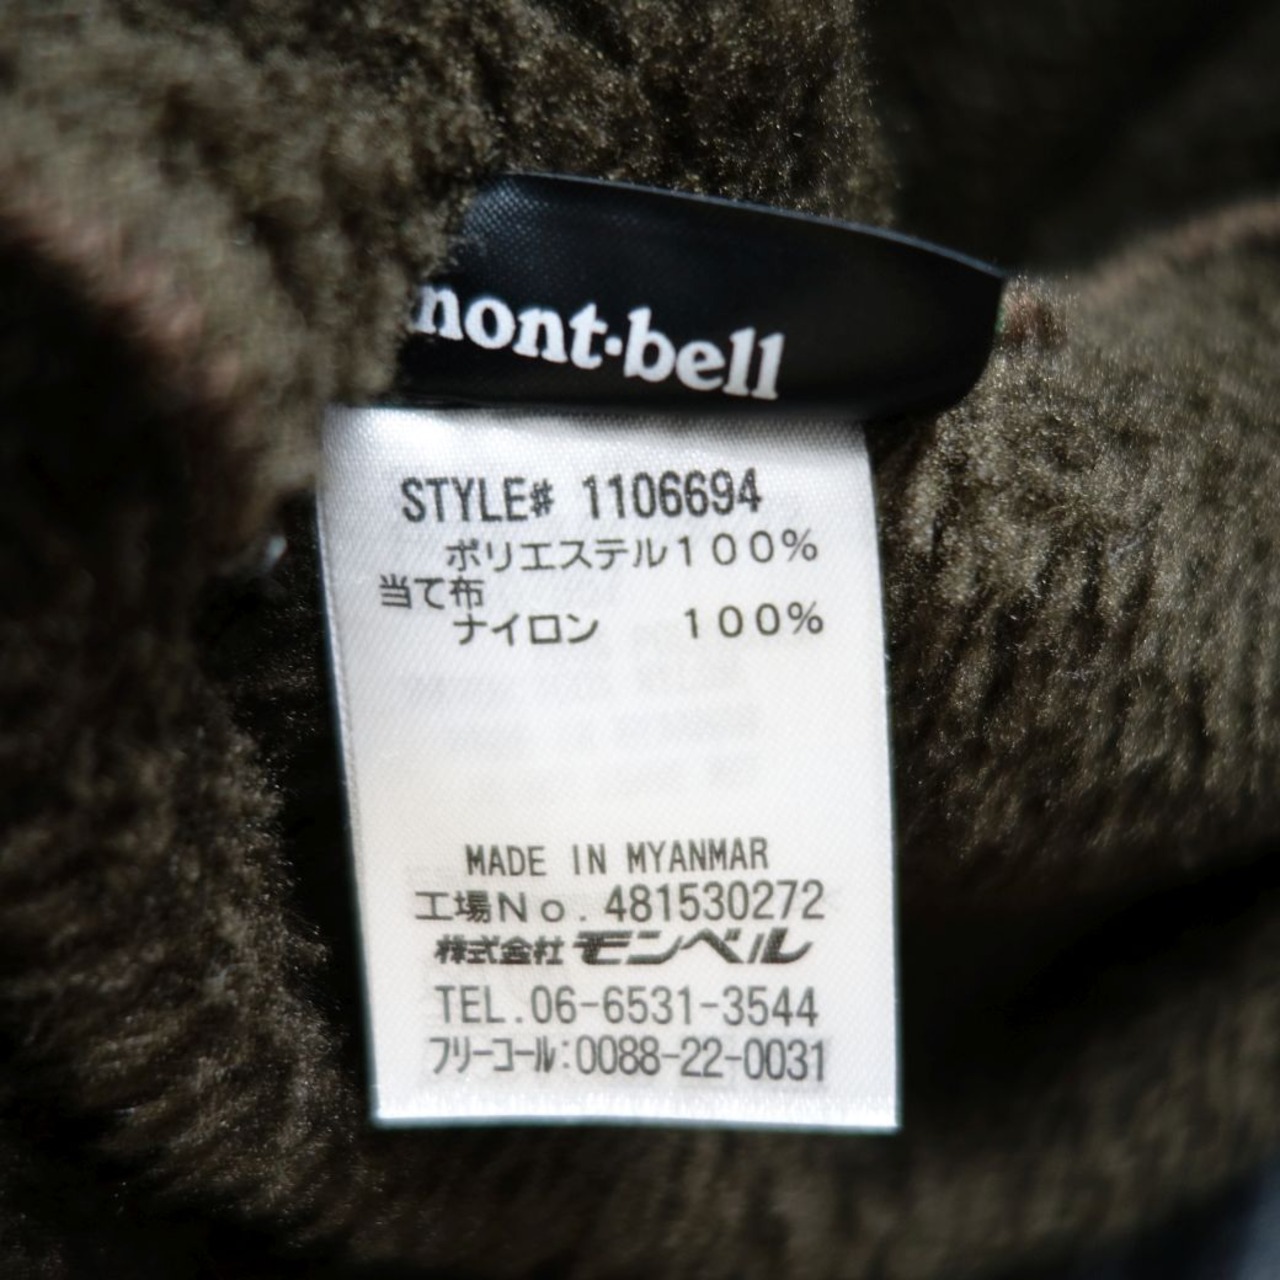 mont·bell
STYLE# 1106694
ポリエステル100%
当て布
ナイロン 100%
MADE IN MYANMAR
工場No. 481530272
株式会社 モンベル
TEL.06-6531-3544
フリーコール:0088-22-0031